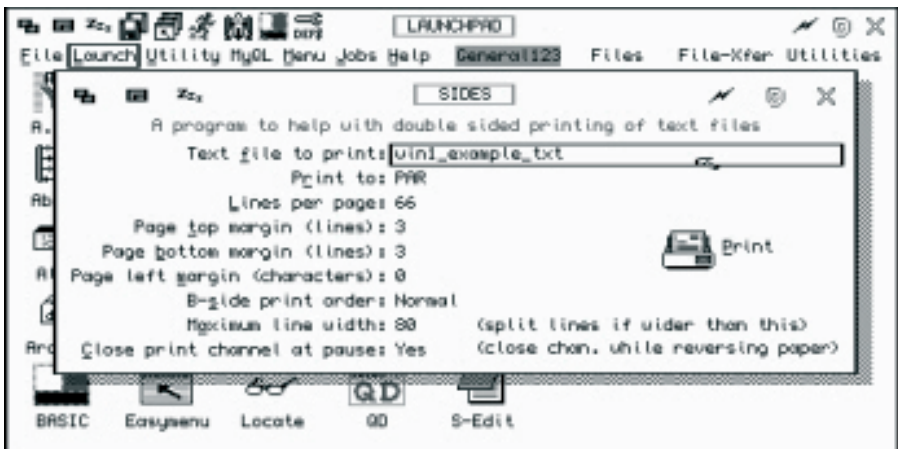 Zzz LAUNCHPAD
File Launch Utility MyQL Menu Jobs Help General123 Files File-Xfer Utilities
Zzz SIDES
A program to help with double sided printing of text files
Text file to print: win1_example_txt
Print to: PAR
Lines per page: 66
Page top margin (lines): 3
Page bottom margin (lines): 3
Print
Page left margin (characters): 0
B-side print order: Normal
Maximum line width: 80 (split lines if wider than this)
Close print channel at pause: Yes (close chan. while reversing paper)
QD
BASIC Easymenu Locate QD S-Edit